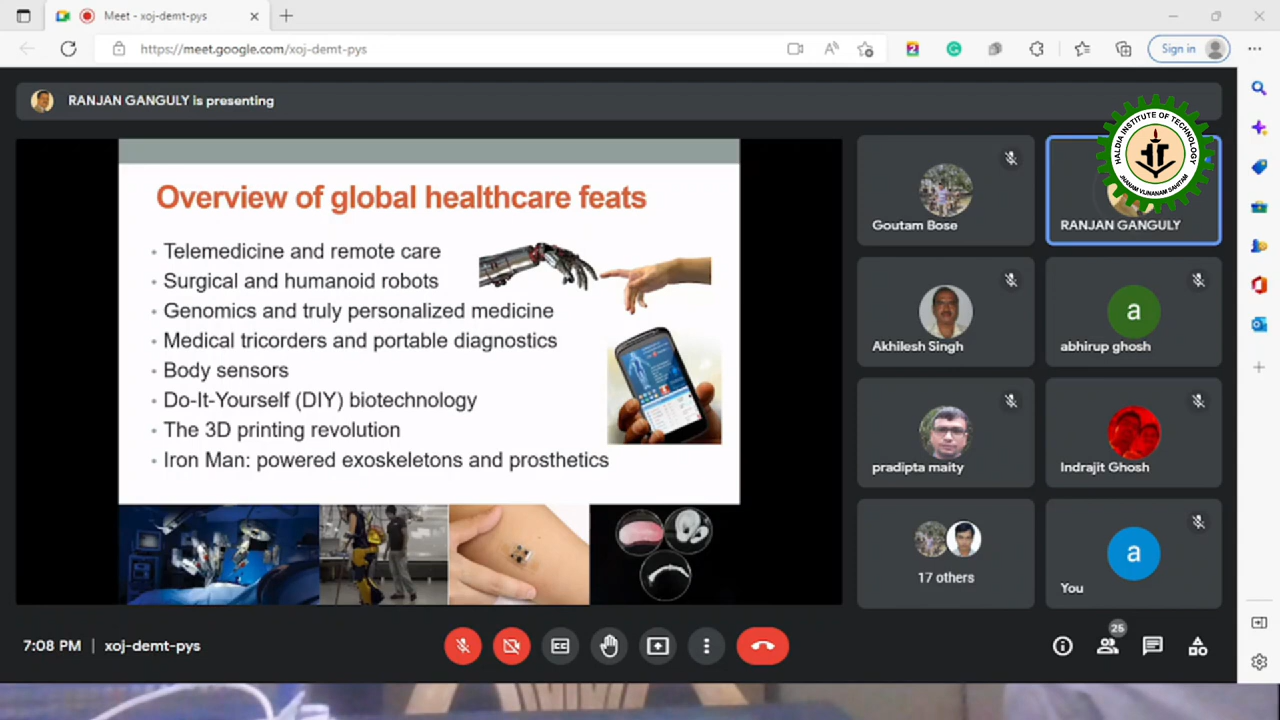 Meet - xoj-demt-pys
https://meet.google.com/xoj-demt-pys
Sign in
RANJAN GANGULY is presenting
Overview of global healthcare feats
• Telemedicine and remote care
• Surgical and humanoid robots
• Genomics and truly personalized medicine
• Medical tricorders and portable diagnostics
• Body sensors
• Do-It-Yourself (DIY) biotechnology
• The 3D printing revolution
• Iron Man: powered exoskeletons and prosthetics
HALDIA INSTITUTE OF TECHNOLOGY
JNANAM VIJNANAM SAHITAM
Goutam Bose
RANJAN GANGULY
Akhilesh Singh
a
abhirup ghosh
pradipta maity
Indrajit Ghosh
17 others
a
You
7:08 PM | xoj-demt-pys
25